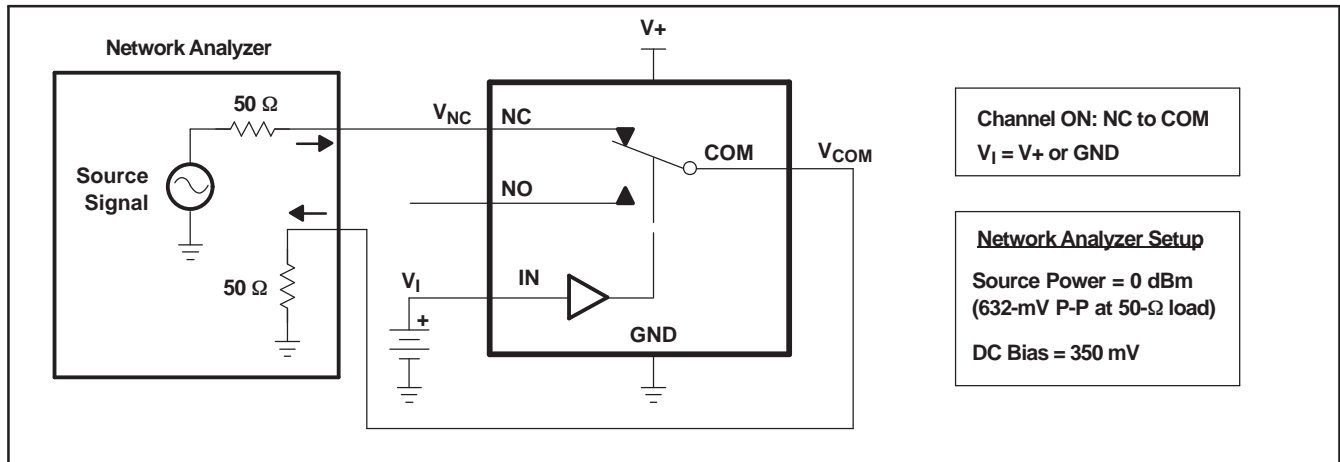 V+
Network Analyzer
50 Ω
V_NC
NC
COM
V_COM
Source
Signal
NO
50 Ω
V_I
IN
+
GND
Channel ON: NC to COM
V_I = V+ or GND
Network Analyzer Setup
Source Power = 0 dBm
(632-mV P-P at 50-Ω load)
DC Bias = 350 mV